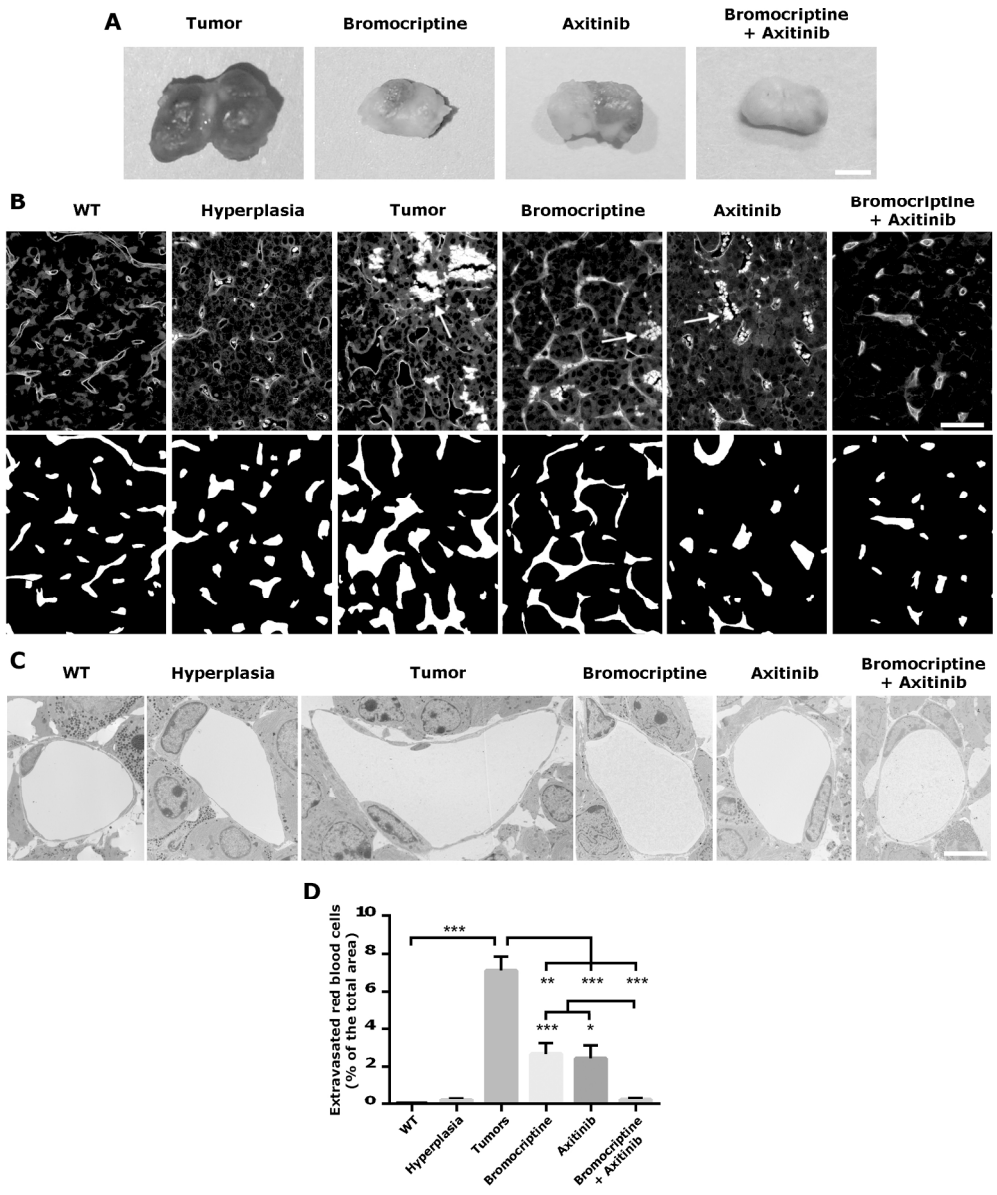 A
Tumor
Bromocriptine
Axitinib
Bromocriptine
+ Axitinib
B
WT
Hyperplasia
Tumor
Bromocriptine
Axitinib
Bromocriptine
+ Axitinib
C
WT
Hyperplasia
Tumor
Bromocriptine
Axitinib
Bromocriptine
+ Axitinib
D
Extravasated red blood cells
(% of the total area)
10
8
6
4
2
0
***
** *** ***
*** *
WT
Hyperplasia
Tumors
Bromocriptine
Axitinib
Bromocriptine
+ Axitinib